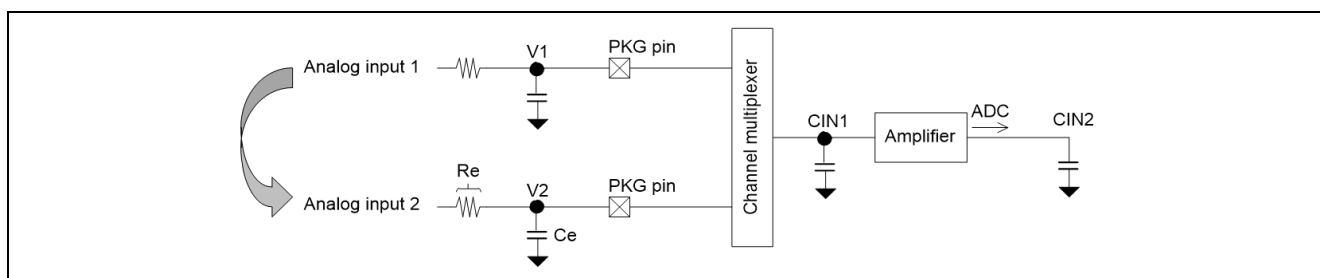 Analog input 1
V1
PKG pin
Channel multiplexer
CIN1
Amplifier
ADC
CIN2
Analog input 2
Re
V2
Ce
PKG pin